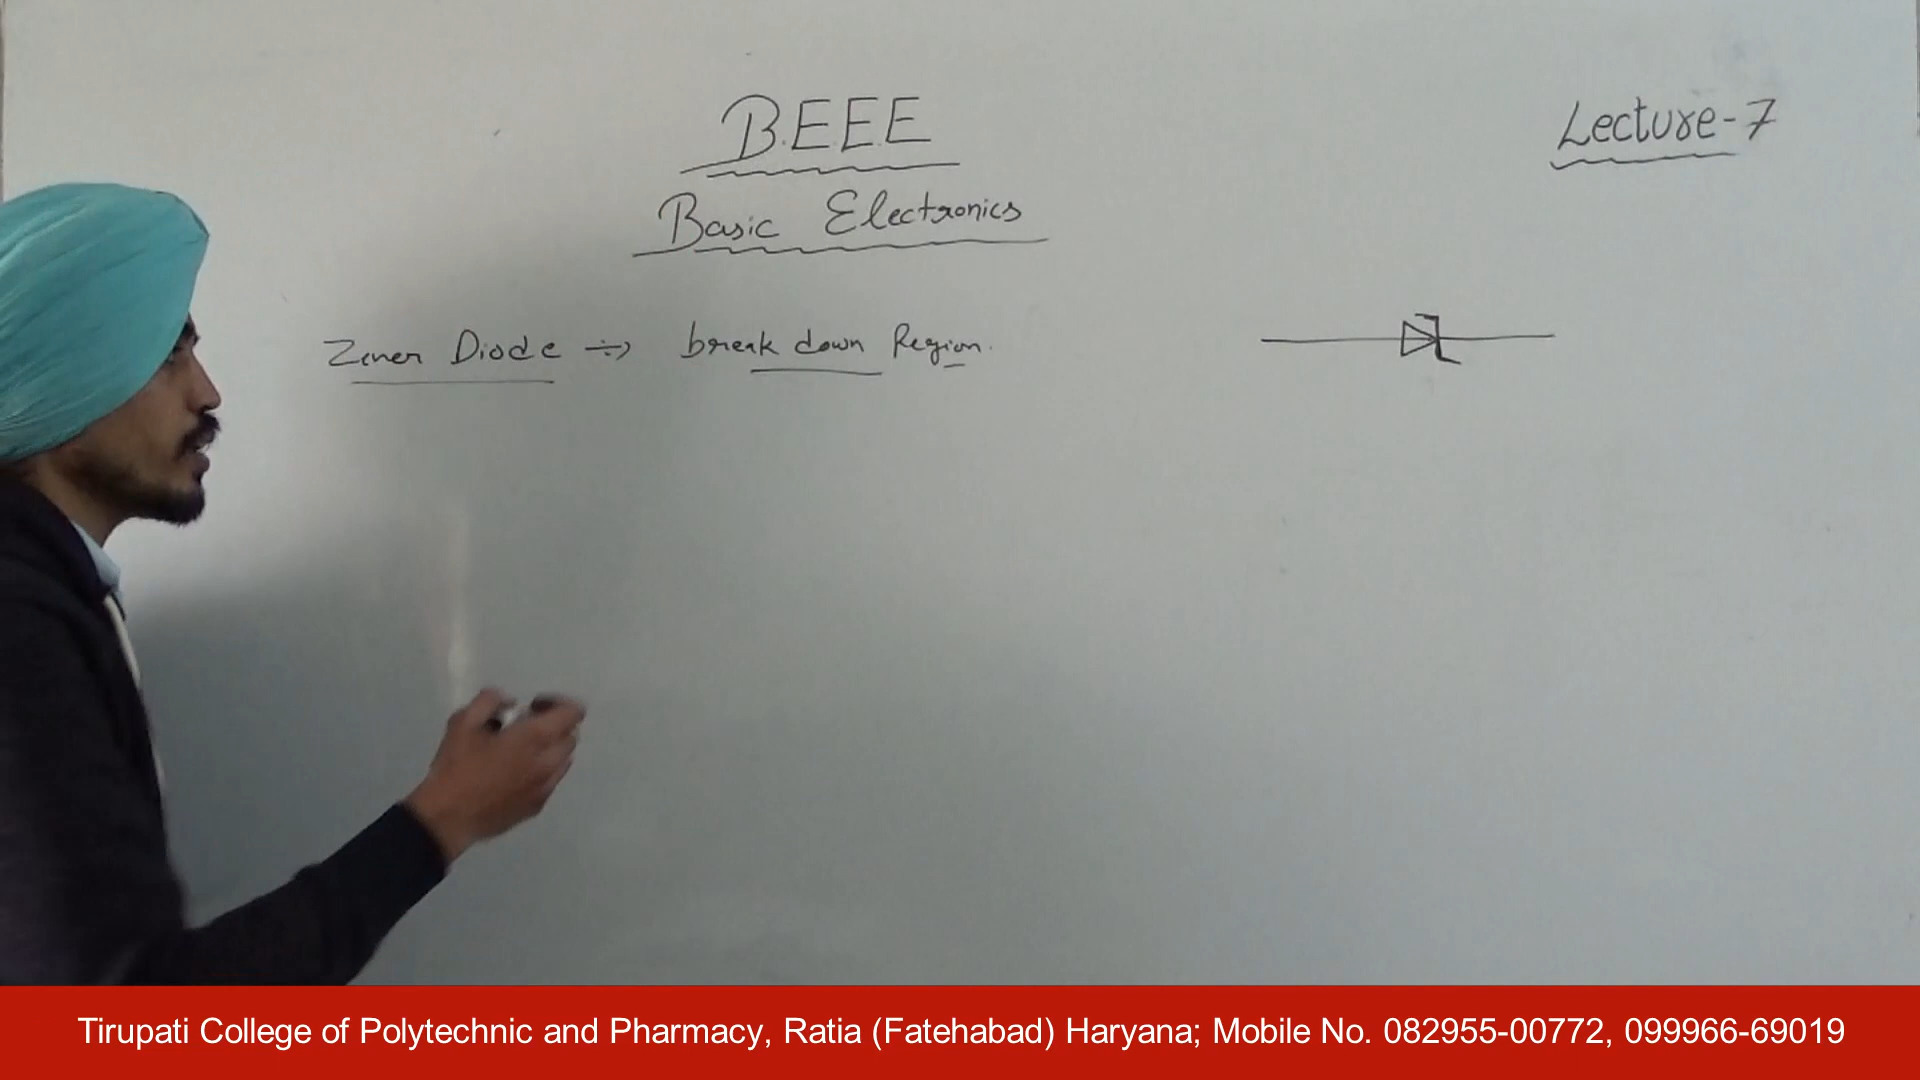 B.E.E.E
Lecture-7
Basic Electronics
Zener Diode ÷> break down Region.
Tirupati College of Polytechnic and Pharmacy, Ratia (Fatehabad) Haryana; Mobile No. 082955-00772, 099966-69019